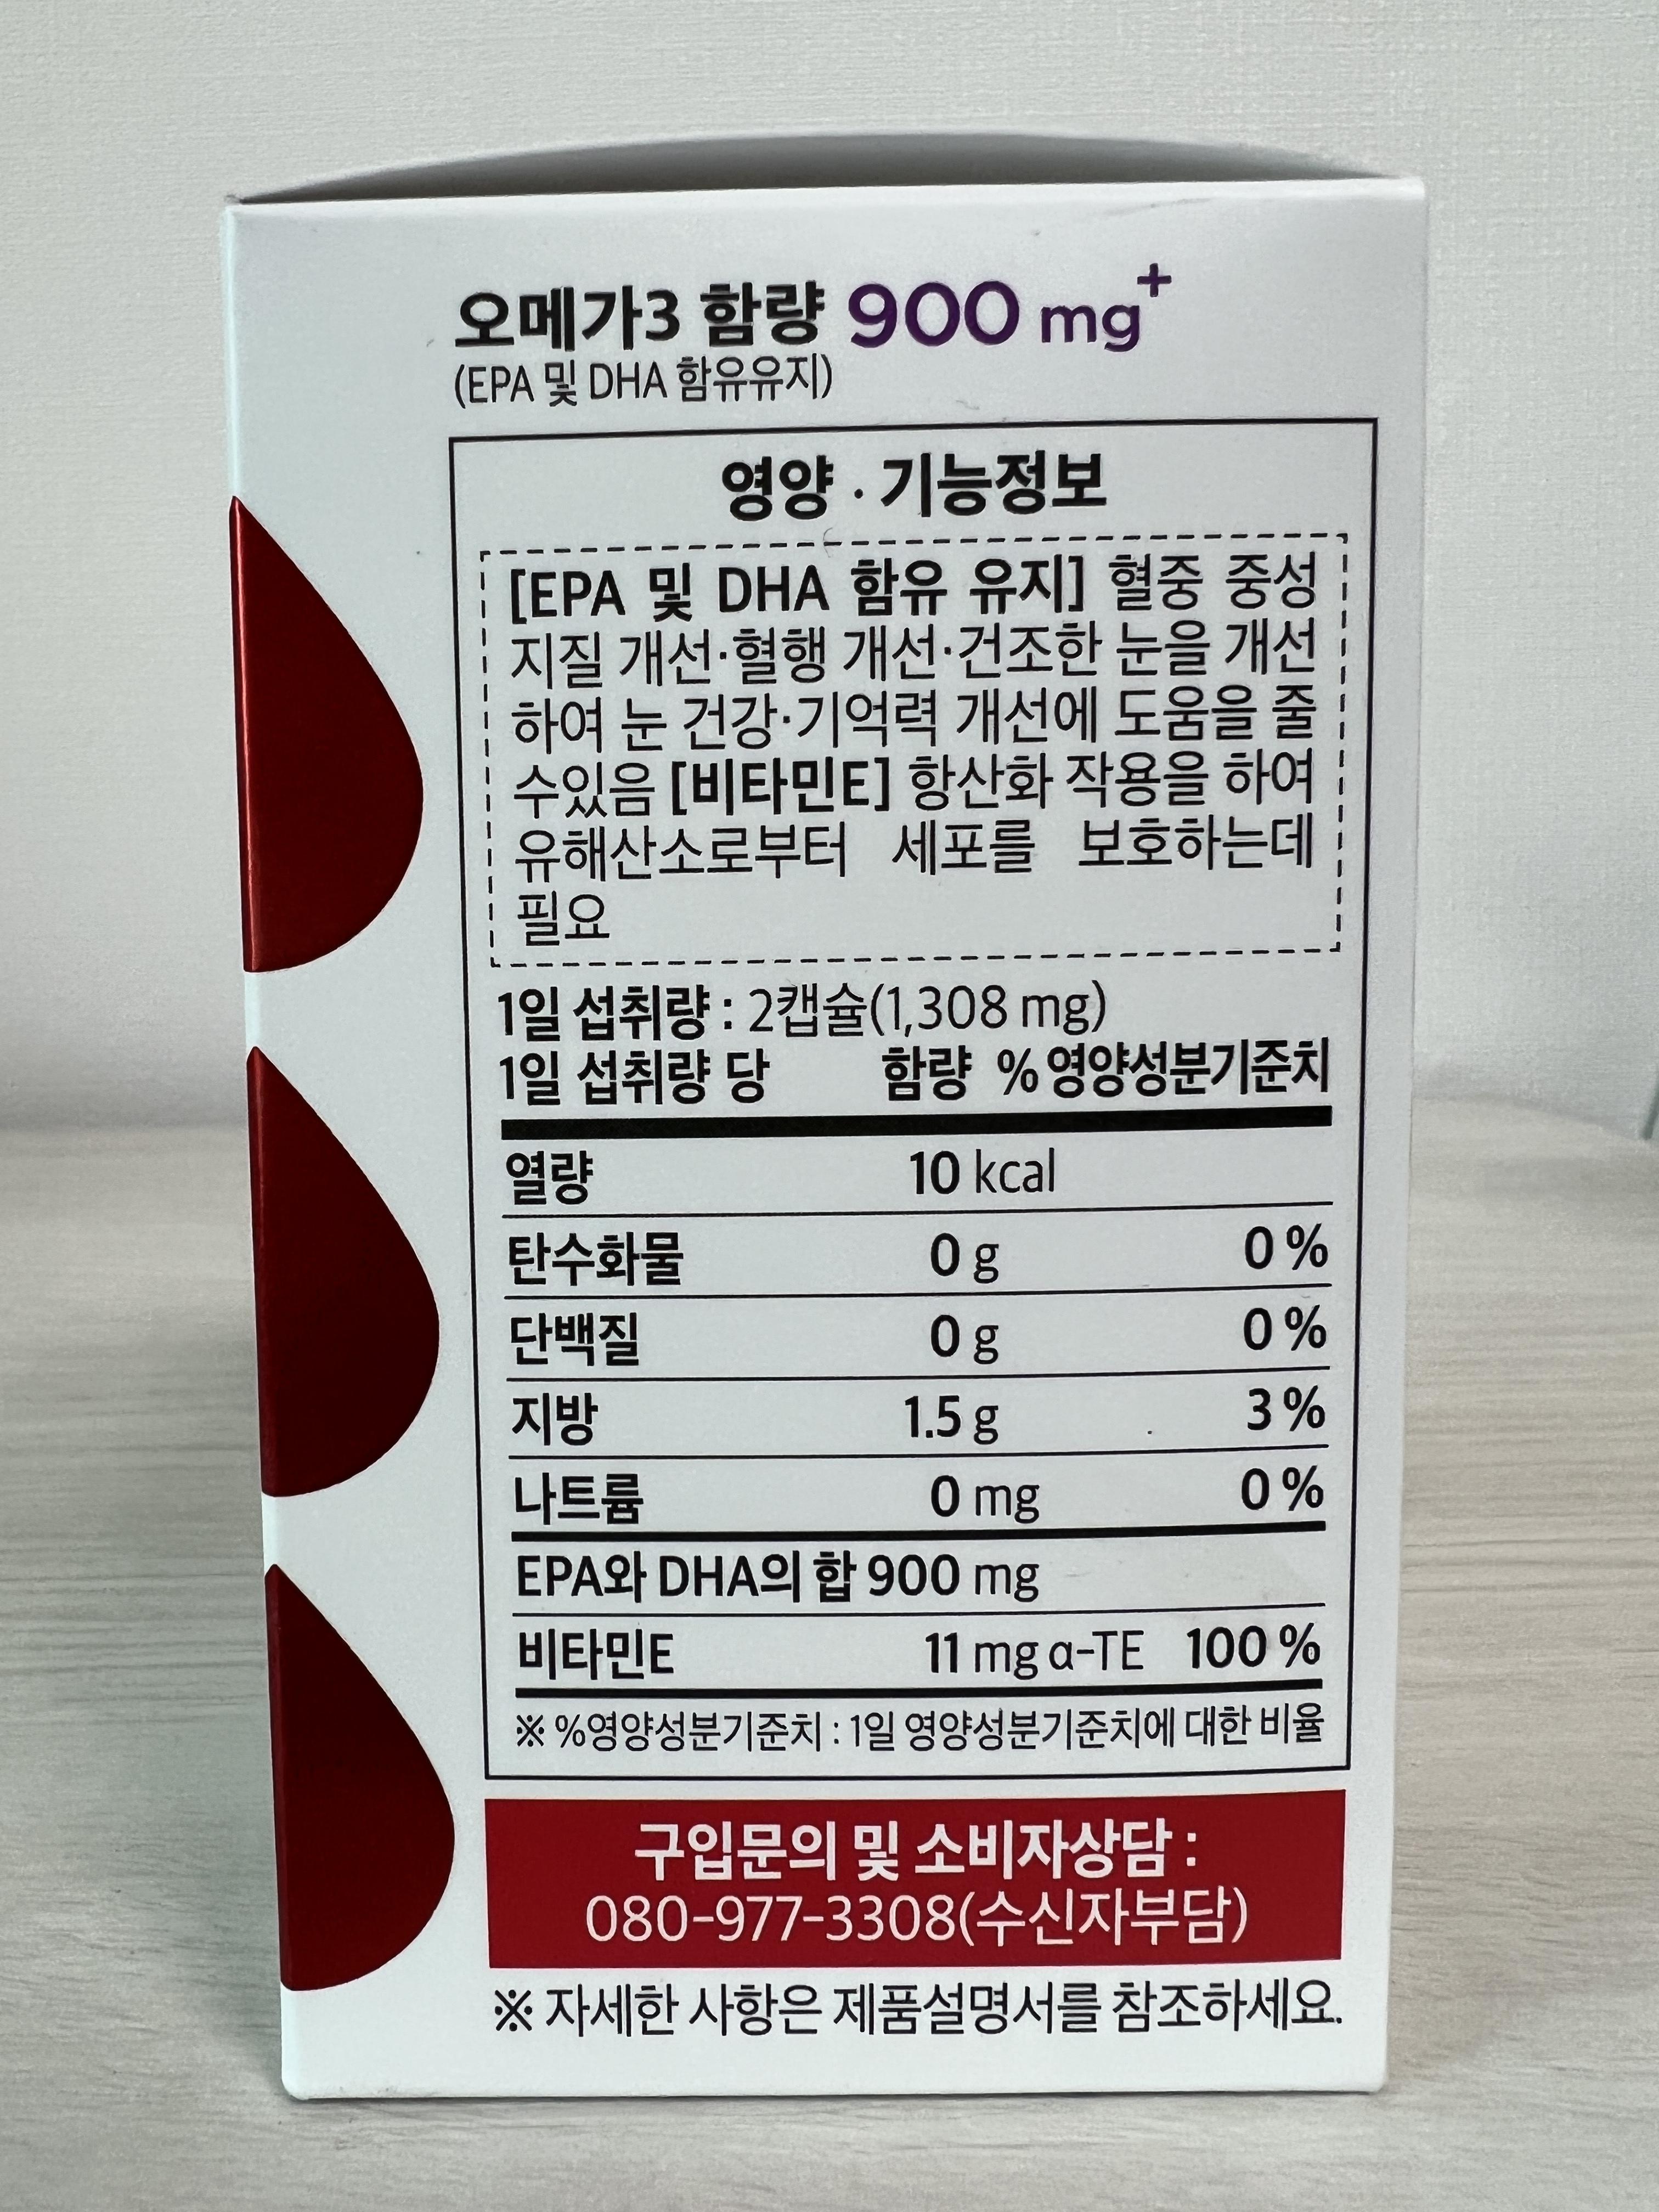 오메가3 함량 900 mg+
(EPA 및 DHA 함유유지)
영양 · 기능정보
[EPA 및 DHA 함유 유지] 혈중 중성
지질 개선·혈행 개선·건조한 눈을 개선
하여 눈 건강·기억력 개선에 도움을 줄
수있음 [비타민E] 항산화 작용을 하여
유해산소로부터 세포를 보호하는데
필요
1일 섭취량 : 2캡슐(1,308 mg)
1일 섭취량 당 함량 % 영양성분기준치
열량 10 kcal
탄수화물 0 g 0 %
단백질 0 g 0 %
지방 1.5 g 3 %
나트륨 0 mg 0 %
EPA와 DHA의 합 900 mg
비타민E 11 mg α-TE 100 %
※ %영양성분기준치 : 1일 영양성분기준치에 대한 비율
구입문의 및 소비자상담 :
080-977-3308(수신자부담)
※ 자세한 사항은 제품설명서를 참조하세요.